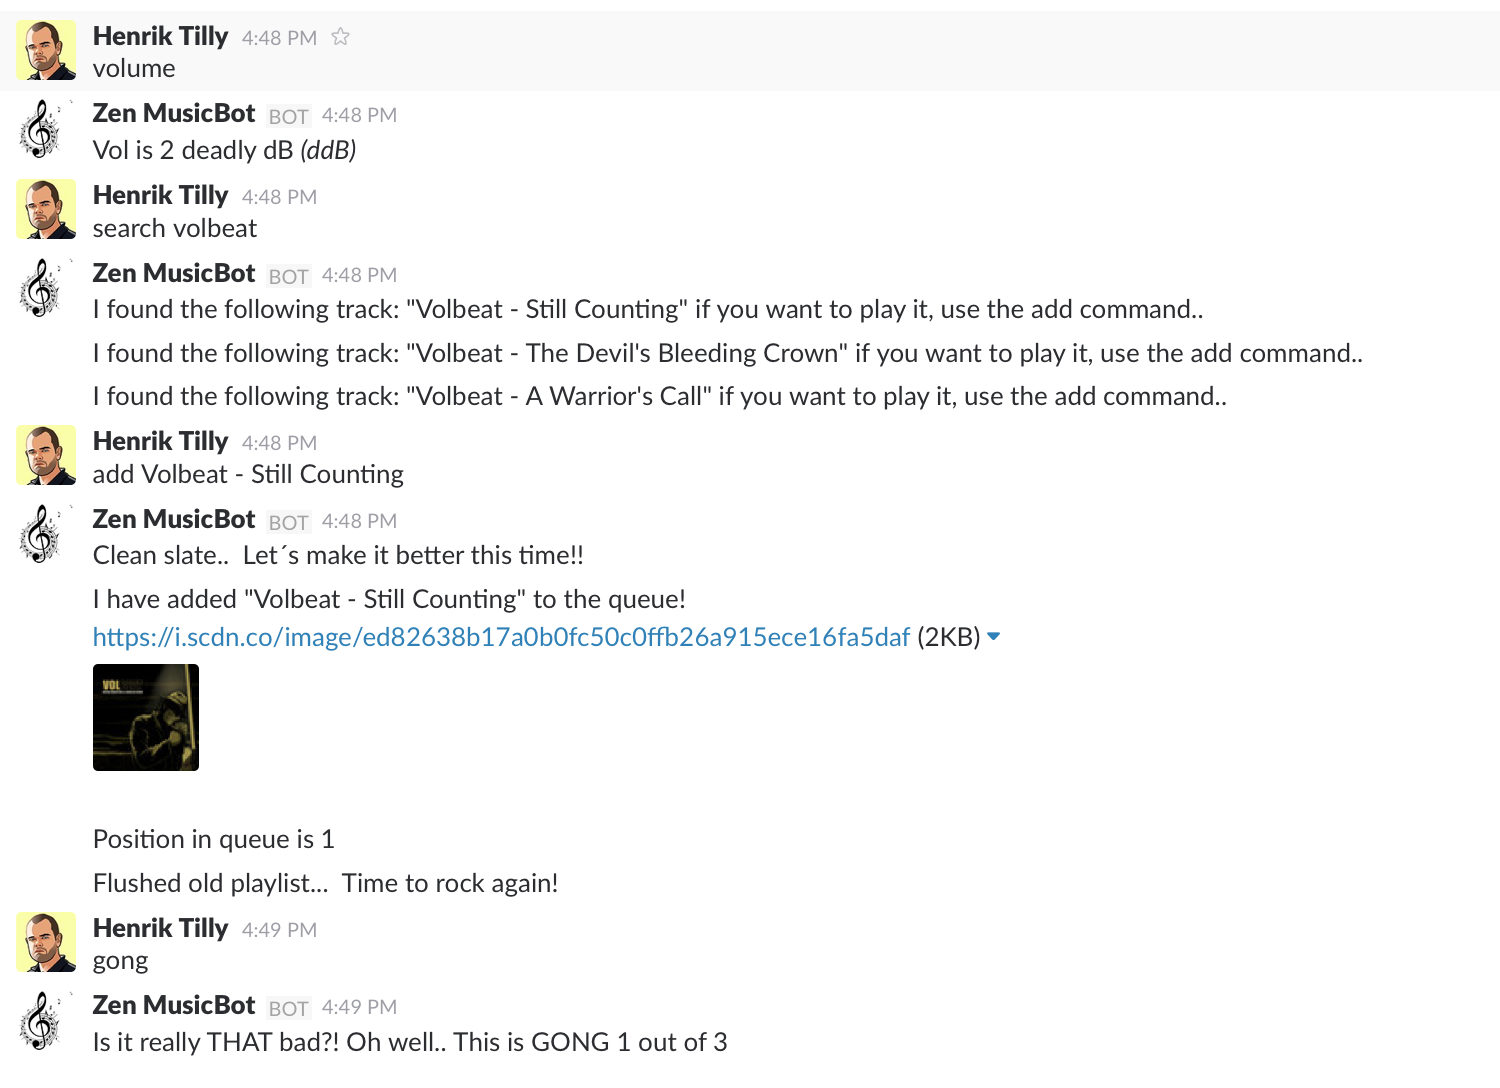 Henrik Tilly 4:48 PM
volume
Zen MusicBot BOT 4:48 PM
Vol is 2 deadly dB (ddB)
Henrik Tilly 4:48 PM
search volbeat
Zen MusicBot BOT 4:48 PM
I found the following track: "Volbeat - Still Counting" if you want to play it, use the add command..
I found the following track: "Volbeat - The Devil's Bleeding Crown" if you want to play it, use the add command..
I found the following track: "Volbeat - A Warrior's Call" if you want to play it, use the add command..
Henrik Tilly 4:48 PM
add Volbeat - Still Counting
Zen MusicBot BOT 4:48 PM
Clean slate..  Let´s make it better this time!!
I have added "Volbeat - Still Counting" to the queue!
https://i.scdn.co/image/ed82638b17a0b0fc50c0ffb26a915ece16fa5daf (2KB)
VOL
Position in queue is 1
Flushed old playlist...  Time to rock again!
Henrik Tilly 4:49 PM
gong
Zen MusicBot BOT 4:49 PM
Is it really THAT bad?! Oh well.. This is GONG 1 out of 3